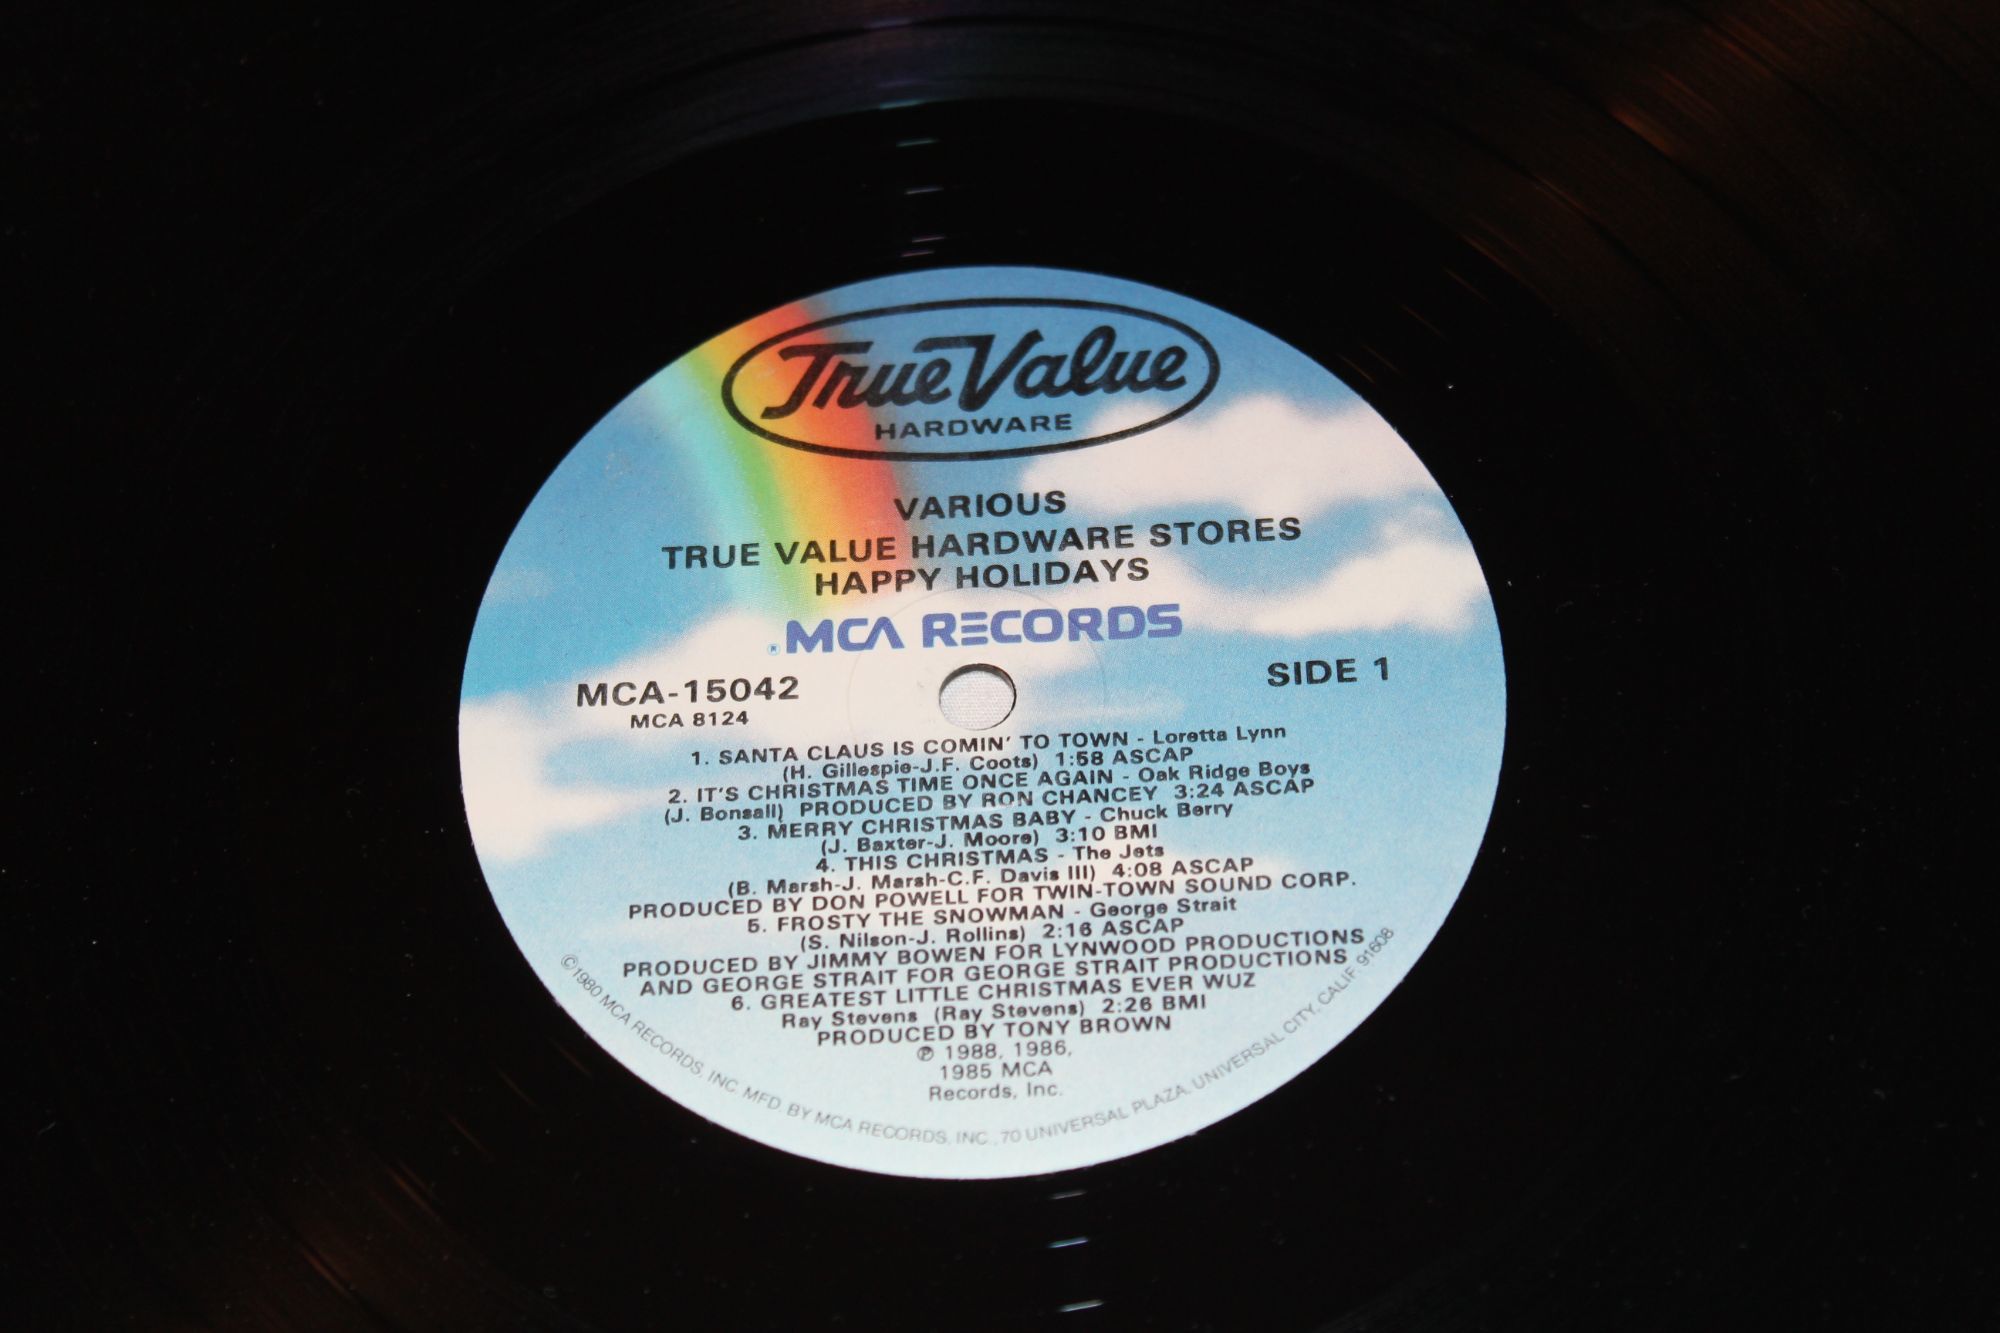 True Value
HARDWARE
VARIOUS
TRUE VALUE HARDWARE STORES
HAPPY HOLIDAYS
® MCA RECORDS
MCA-15042
MCA 8124
SIDE 1
1. SANTA CLAUS IS COMIN' TO TOWN - Loretta Lynn
(H. Gillespie-J.F. Coots) 1:58 ASCAP
2. IT'S CHRISTMAS TIME ONCE AGAIN - Oak Ridge Boys
(J. Bonsall) PRODUCED BY RON CHANCEY 3:24 ASCAP
3. MERRY CHRISTMAS BABY - Chuck Berry
(J. Baxter-J. Moore) 3:10 BMI
4. THIS CHRISTMAS - The Jets
(B. Marsh-J. Marsh-C.F. Davis III) 4:08 ASCAP
PRODUCED BY DON POWELL FOR TWIN-TOWN SOUND CORP.
5. FROSTY THE SNOWMAN - George Strait
(S. Nilson-J. Rollins) 2:16 ASCAP
PRODUCED BY JIMMY BOWEN FOR LYNWOOD PRODUCTIONS
AND GEORGE STRAIT FOR GEORGE STRAIT PRODUCTIONS
6. GREATEST LITTLE CHRISTMAS EVER WUZ
Ray Stevens (Ray Stevens) 2:26 BMI
PRODUCED BY TONY BROWN
℗ 1988, 1986,
1985 MCA
Records, Inc.
©1980 MCA RECORDS, INC. MFD. BY MCA RECORDS, INC., 70 UNIVERSAL PLAZA, UNIVERSAL CITY, CALIF. 91608